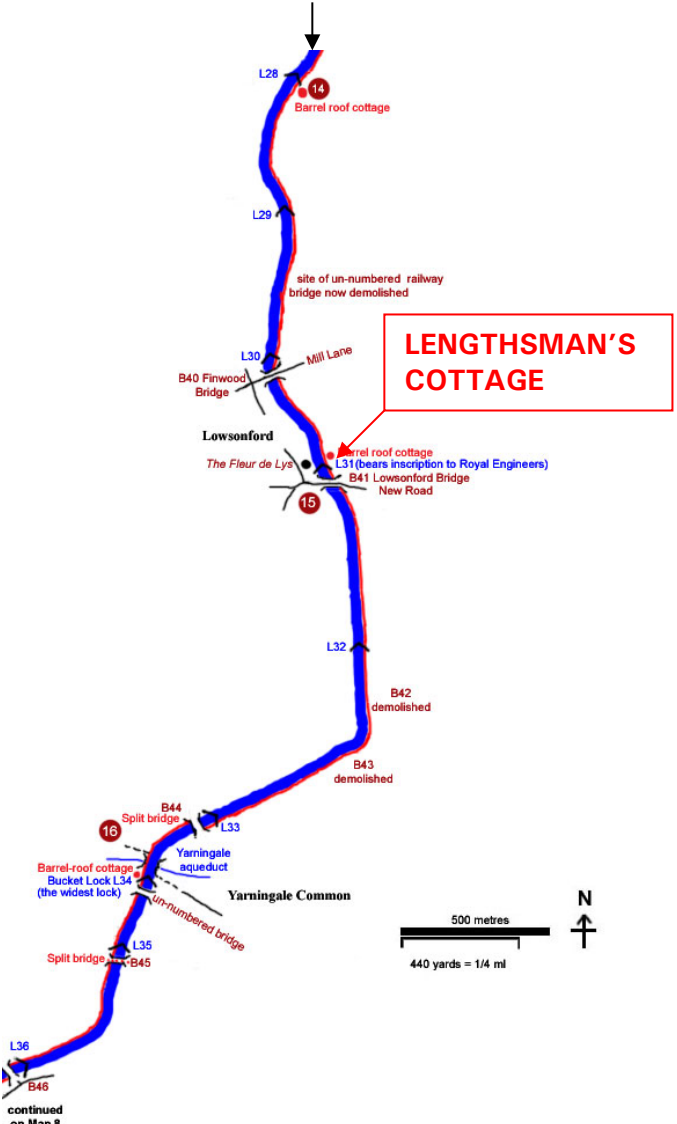 L28
14
Barrel roof cottage
L29
site of un-numbered railway
bridge now demolished
LENGTHSMAN'S
COTTAGE
L30
Mill Lane
B40 Finwood
Bridge
Lowsonford
The Fleur de Lys
Barrel roof cottage
L31(bears inscription to Royal Engineers)
B41 Lowsonford Bridge
New Road
15
L32
B42
demolished
B43
demolished
B44
Split bridge
L33
16
Yarningale
aqueduct
Barrel-roof cottage
Bucket Lock L34
(the widest lock)
Yarningale Common
un-numbered bridge
N
500 metres
440 yards = 1/4 ml
L35
Split bridge
B45
L36
B46
continued
on Map 8